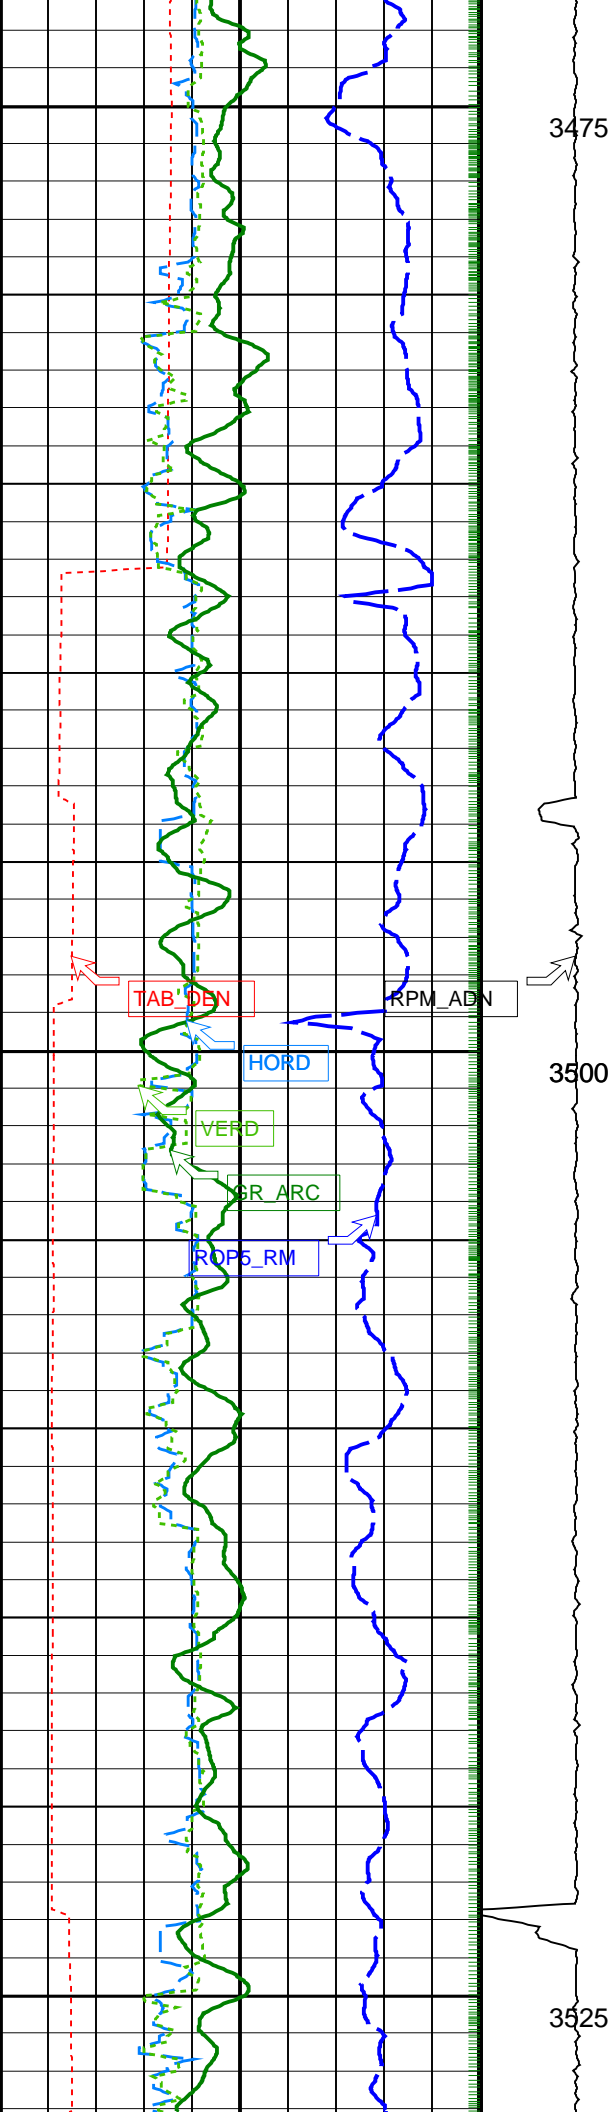 3475
TAB_DEN
RPM_ADN
HORD
3500
VERD
GR_ARC
ROP5_RM
3525